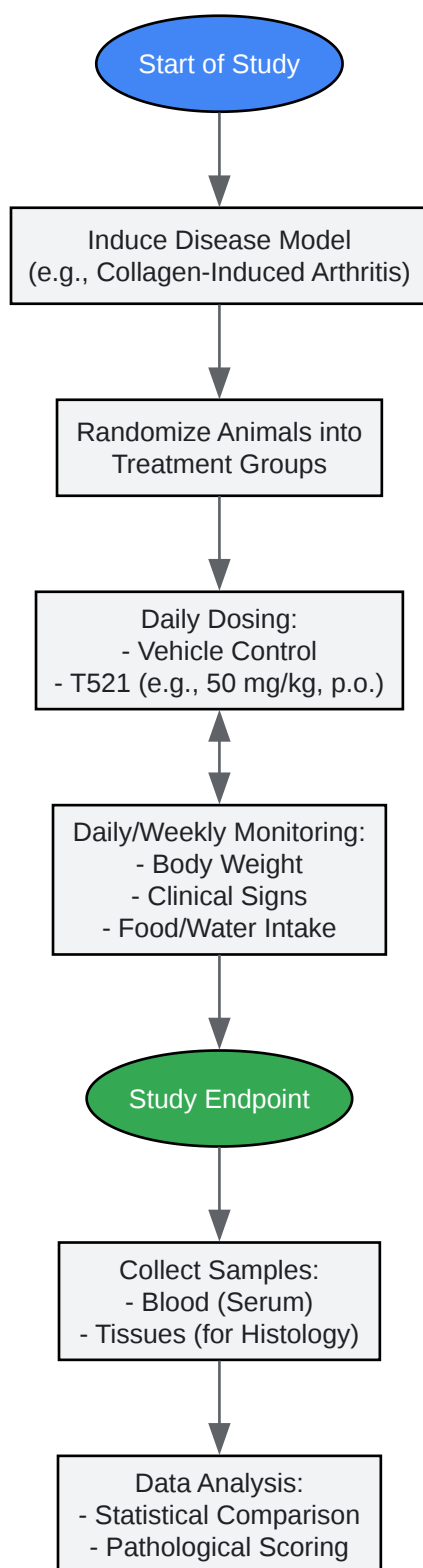 Start of Study
Induce Disease Model
(e.g., Collagen-Induced Arthritis)
Randomize Animals into
Treatment Groups
Daily Dosing:
- Vehicle Control
- T521 (e.g., 50 mg/kg, p.o.)
Daily/Weekly Monitoring:
- Body Weight
- Clinical Signs
- Food/Water Intake
Study Endpoint
Collect Samples:
- Blood (Serum)
- Tissues (for Histology)
Data Analysis:
- Statistical Comparison
- Pathological Scoring